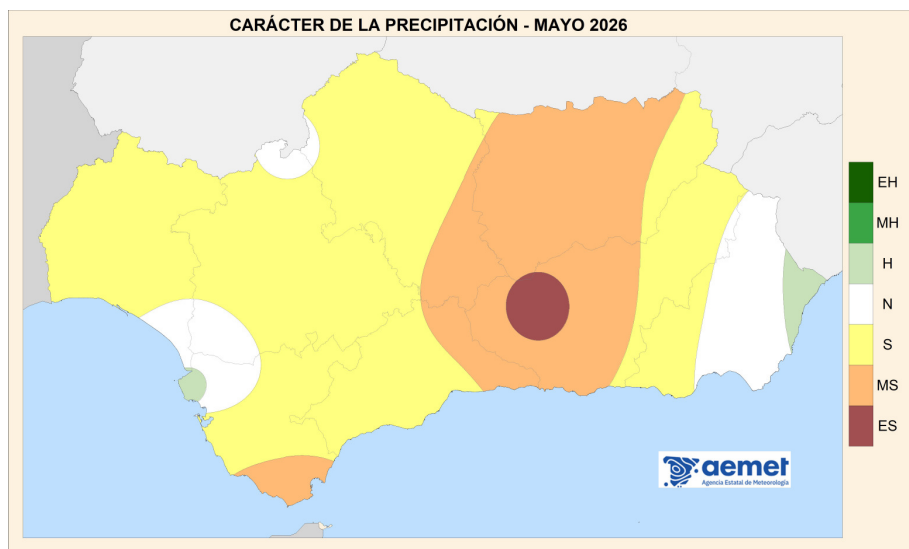 CARÁCTER DE LA PRECIPITACIÓN - MAYO 2026
EH
MH
H
N
S
MS
ES
aemet
Agencia Estatal de Meteorología